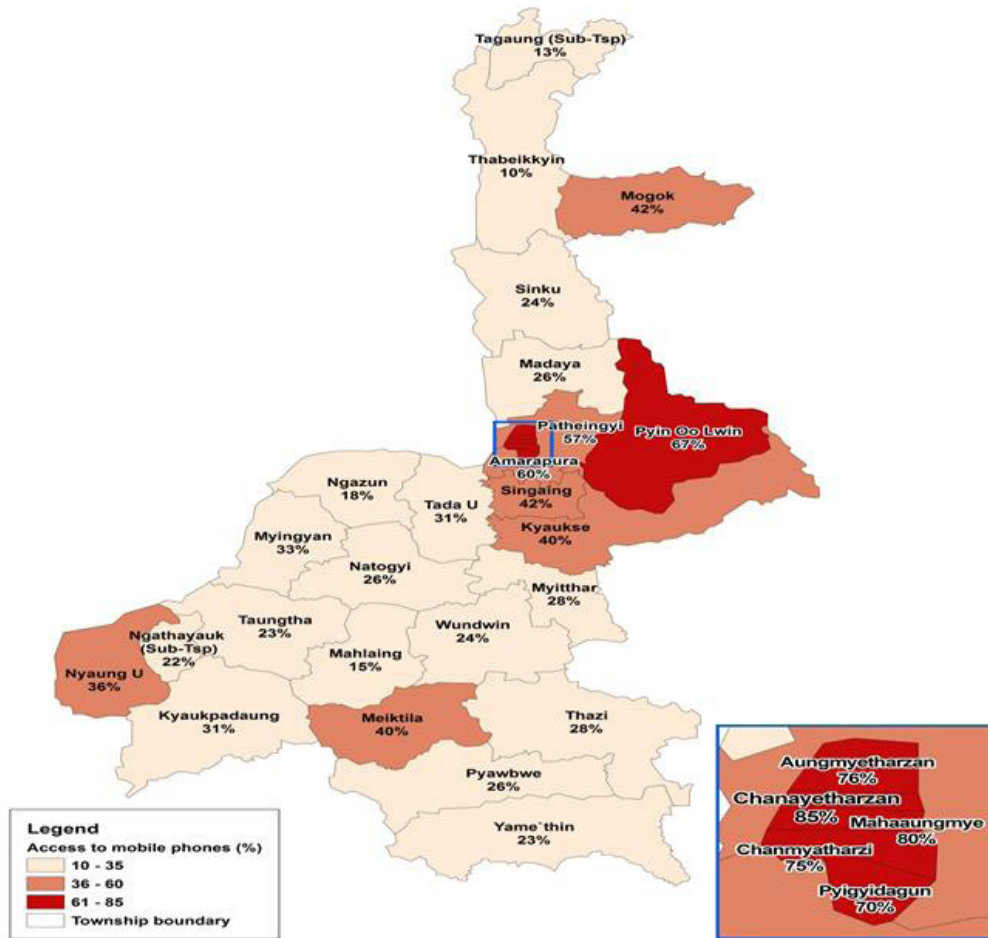 Tagaung (Sub-Tsp)
13%
Thabeikkyin
10%
Mogok
42%
Sinku
24%
Madaya
26%
Patheingyi
57%
Pyin Oo Lwin
67%
Amarapura
60%
Singaing
42%
Kyaukse
40%
Ngazun
18%
Tada U
31%
Myingyan
33%
Natogyi
26%
Myitthar
28%
Taungtha
23%
Wundwin
24%
Ngathayauk
(Sub-Tsp)
22%
Mahlaing
15%
Nyaung U
36%
Kyaukpadaung
31%
Meiktila
40%
Thazi
28%
Pyawbwe
26%
Yame`thin
23%
Legend
Access to mobile phones (%)
10 - 35
36 - 60
61 - 85
Township boundary
Aungmyetharzan
76%
Chanayetharzan
85%
Mahaaungmye
80%
Chanmyatharzi
75%
Pyigyidagun
70%